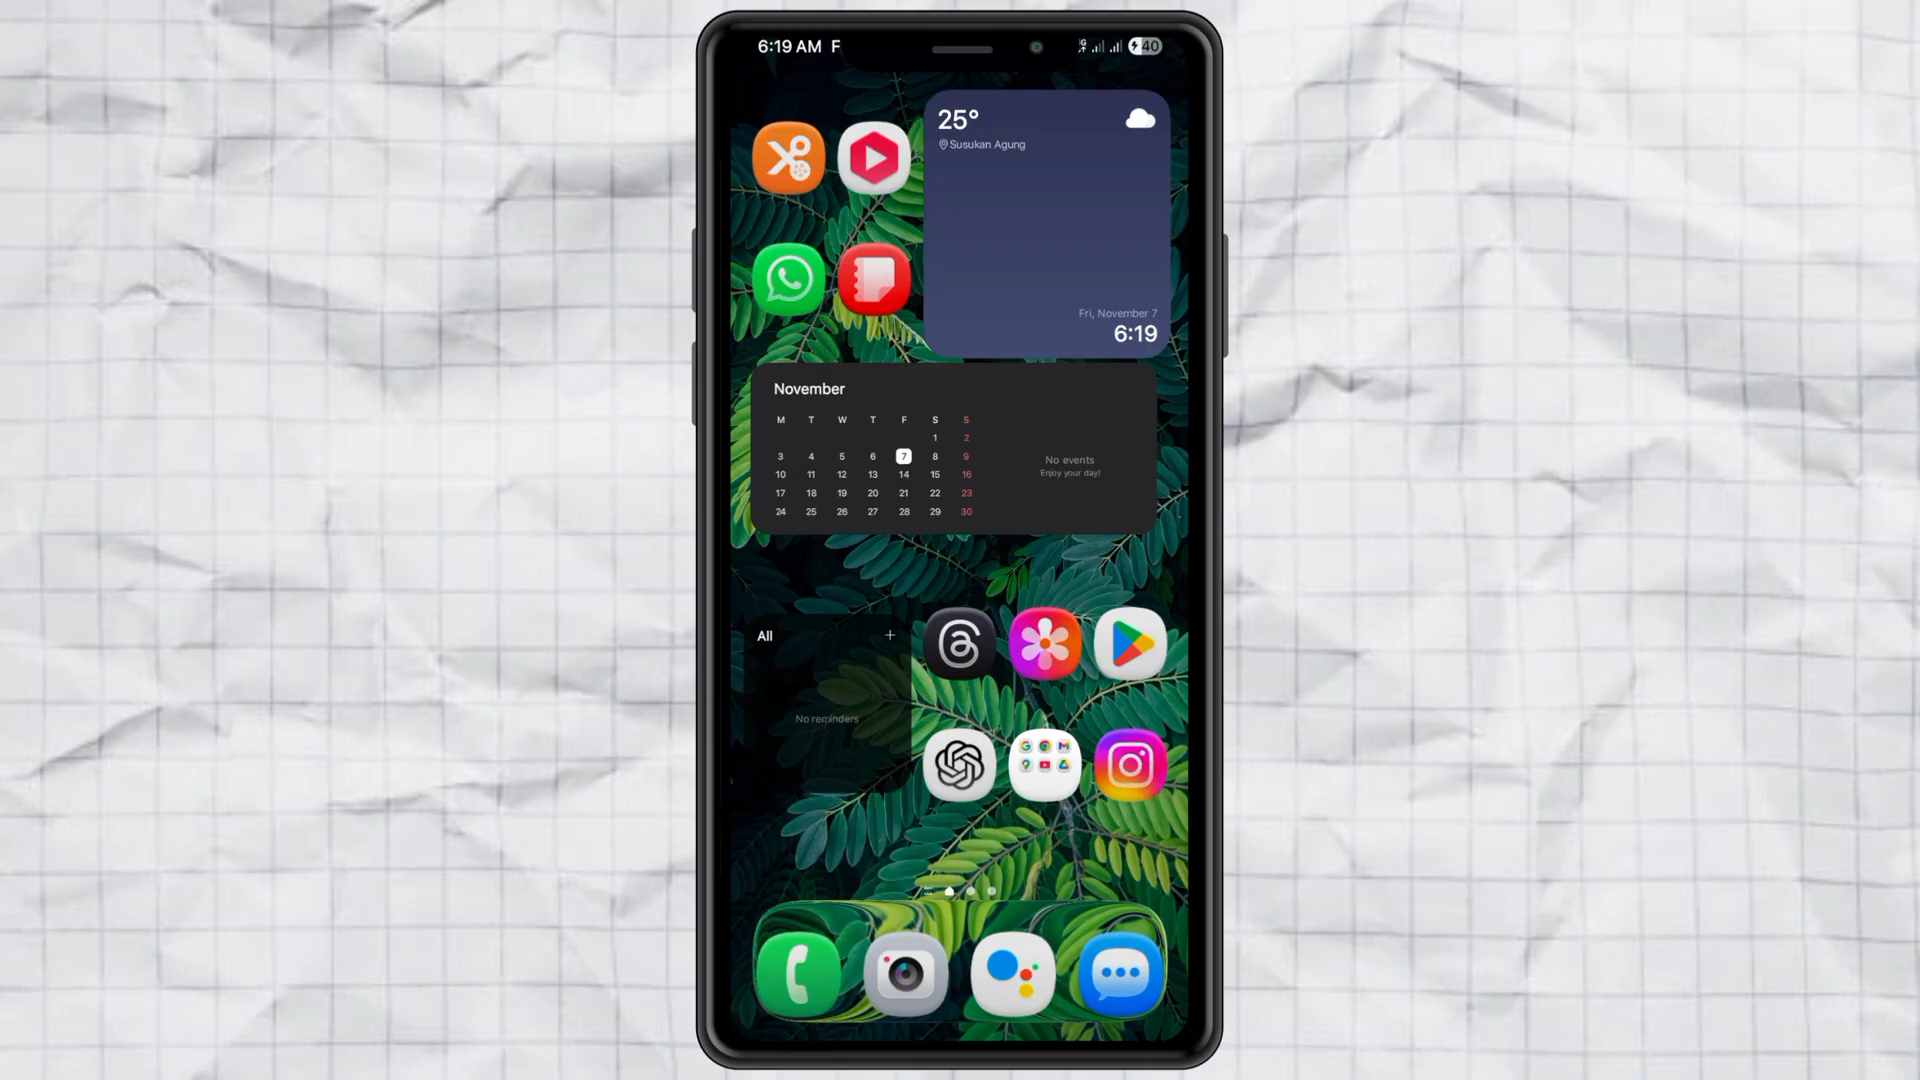 6:19 AM F
40
25°
Susukan Agung
Fri, November 7
6:19
November
M T W T F S S
1 2
3 4 5 6 7 8 9
10 11 12 13 14 15 16
17 18 19 20 21 22 23
24 25 26 27 28 29 30
No events
Enjoy your day!
All +
No reminders